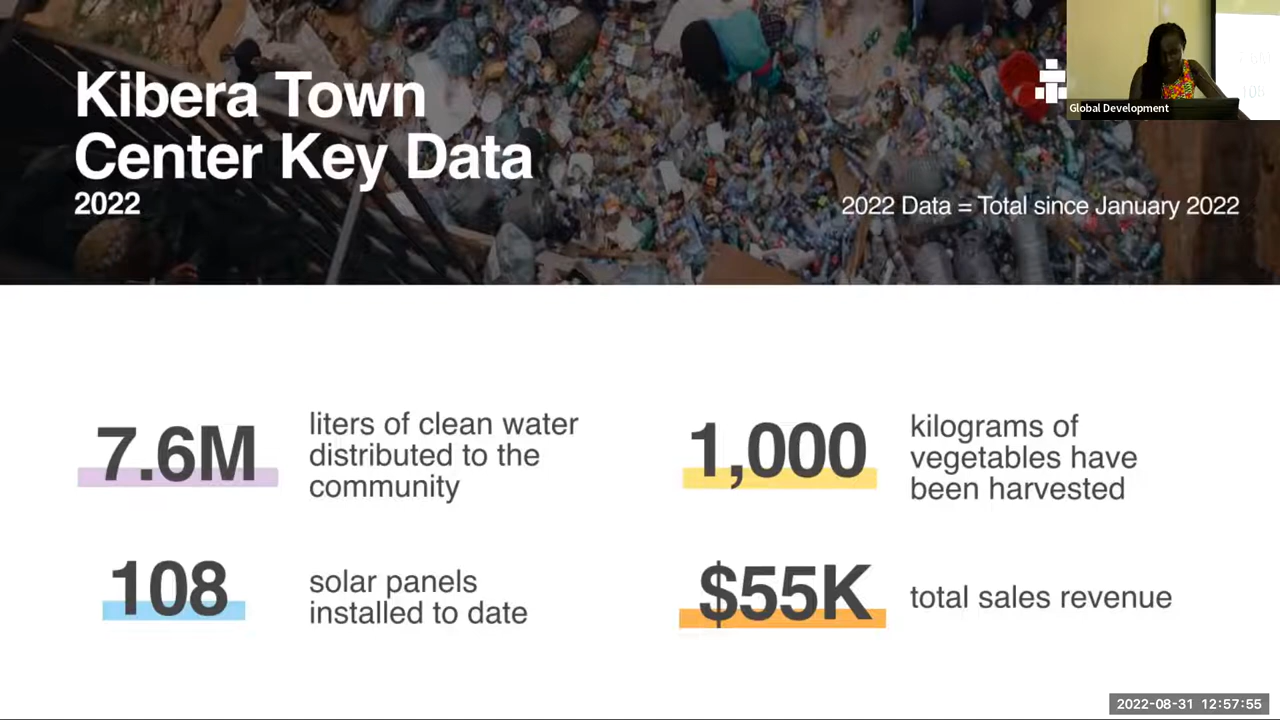 Kibera Town
Center Key Data
2022
2022 Data = Total since January 2022
Global Development
7.6M
liters of clean water
distributed to the
community
1,000
kilograms of
vegetables have
been harvested
108
solar panels
installed to date
$55K
total sales revenue
2022-08-31 12:57:55